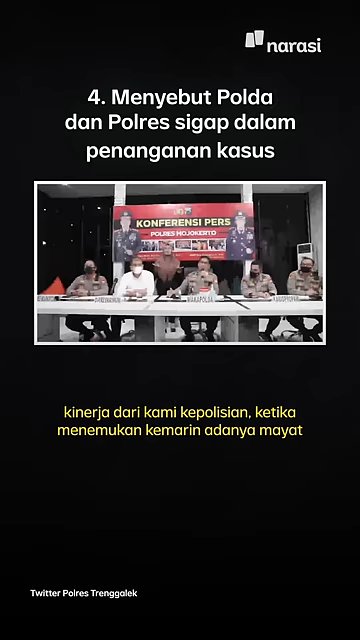 narasi
4. Menyebut Polda
dan Polres sigap dalam
penanganan kasus
KONFERENSI PERS
POLRES MOJOKERTO
WAKAPOLDA
kinerja dari kami kepolisian, ketika
menemukan kemarin adanya mayat
Twitter Polres Trenggalek